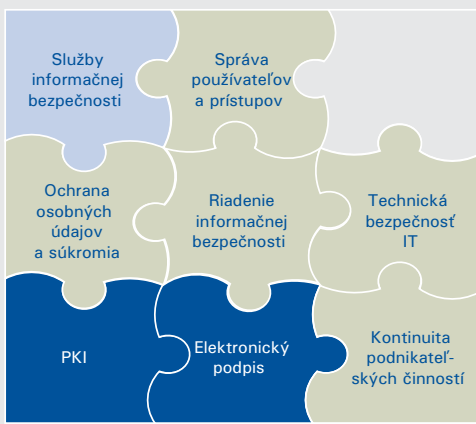 Služby
informačnej
bezpečnosti
Správa
používateľov
a prístupov
Ochrana
osobných
údajov
a súkromia
Riadenie
informačnej
bezpečnosti
Technická
bezpečnosť
IT
PKI
Elektronický
podpis
Kontinuita
podnikateľ-
ských činností